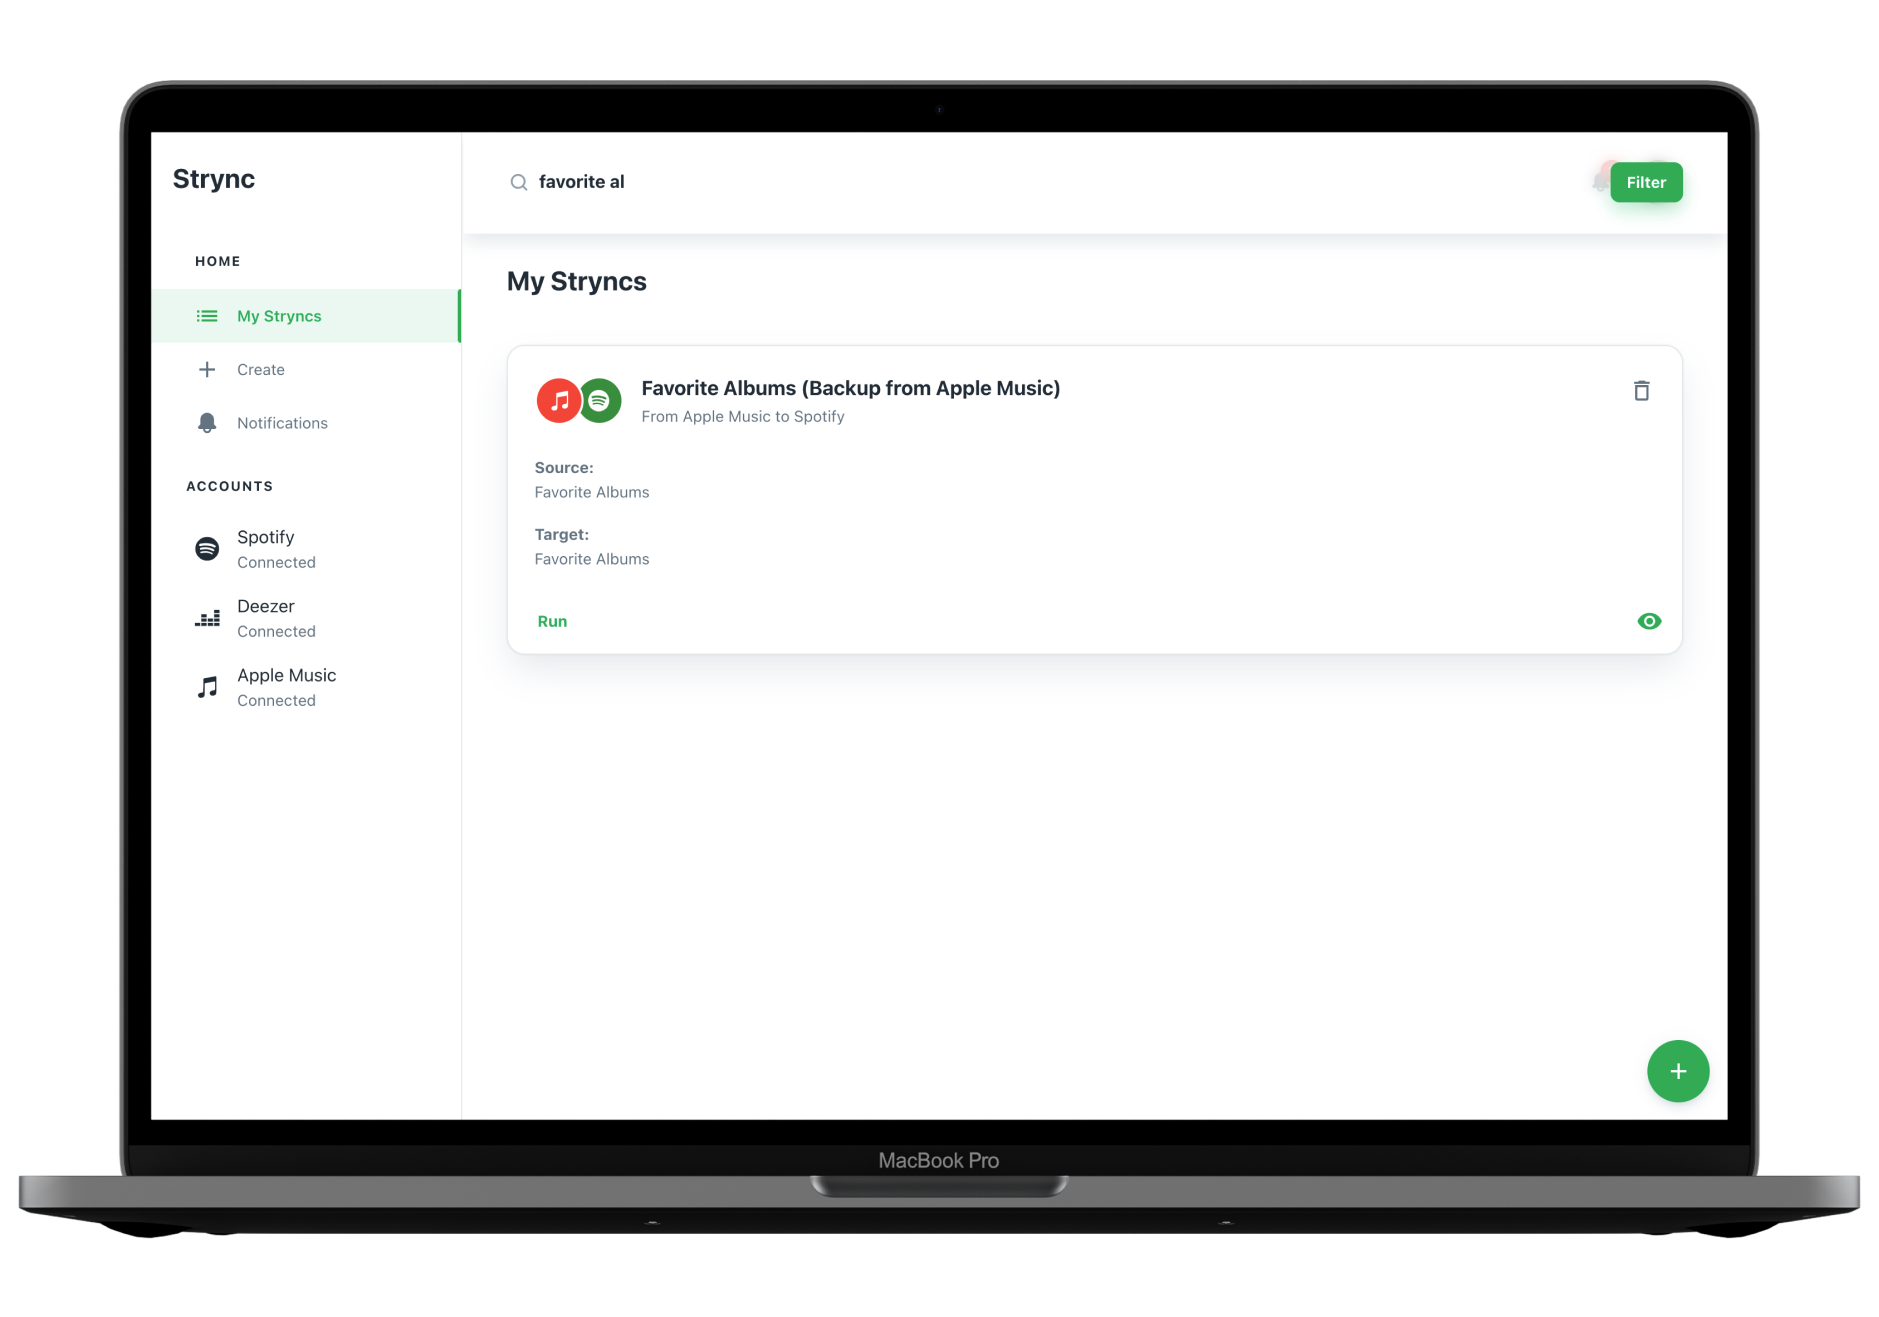 Strync
favorite al
Filter
HOME
My Stryncs
Create
Notifications
ACCOUNTS
Spotify
Connected
Deezer
Connected
Apple Music
Connected
My Stryncs
Favorite Albums (Backup from Apple Music)
From Apple Music to Spotify
Source:
Favorite Albums
Target:
Favorite Albums
Run
MacBook Pro